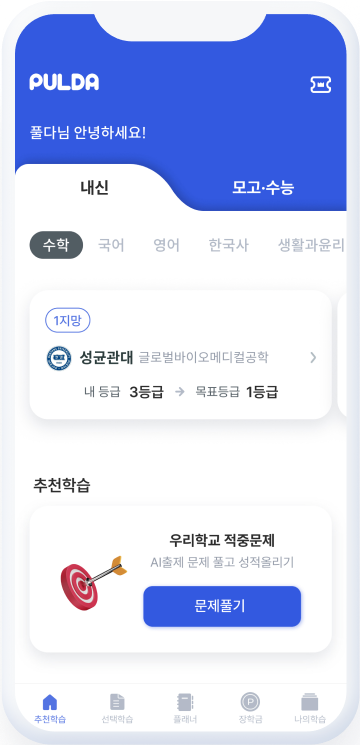 PULDA
풀다님 안녕하세요!
내신 모고·수능
수학 국어 영어 한국사 생활과윤리
1지망
성균관대 글로벌바이오메디컬공학
내 등급 3등급 → 목표등급 1등급
추천학습
우리학교 적중문제
AI출제 문제 풀고 성적올리기
문제풀기
추천학습 선택학습 플래너 장학금 나의학습